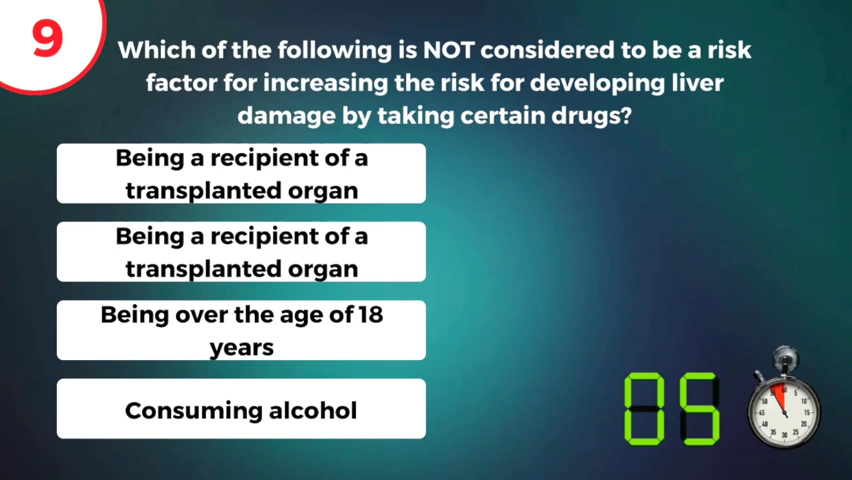 9
Which of the following is NOT considered to be a risk
factor for increasing the risk for developing liver
damage by taking certain drugs?
Being a recipient of a
transplanted organ
Being a recipient of a
transplanted organ
Being over the age of 18
years
Consuming alcohol
05